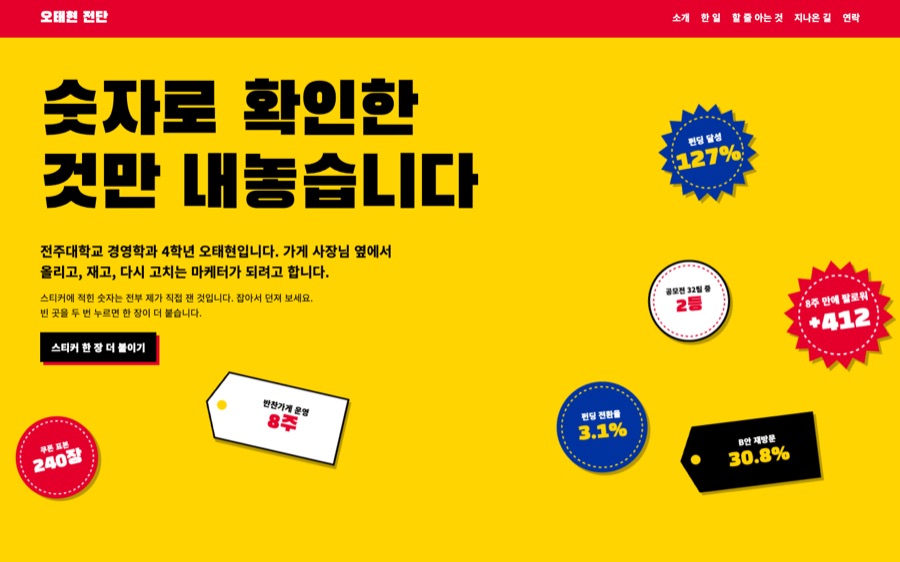 오태현 전단
소개 한 일 할 줄 아는 것 지나온 길 연락
숫자로 확인한
것만 내놓습니다
전주대학교 경영학과 4학년 오태현입니다. 가게 사장님 옆에서
올리고, 재고, 다시 고치는 마케터가 되려고 합니다.
스티커에 적힌 숫자는 전부 제가 직접 잰 것입니다. 잡아서 던져 보세요.
빈 곳을 두 번 누르면 한 장이 더 붙습니다.
스티커 한 장 더 붙이기
펀딩 달성
127%
공모전 32팀 중
2등
8주 만에 팔로워
+412
반찬가게 운영
8주
펀딩 전환율
3.1%
B안 재방문
30.8%
쿠폰 표본
240장